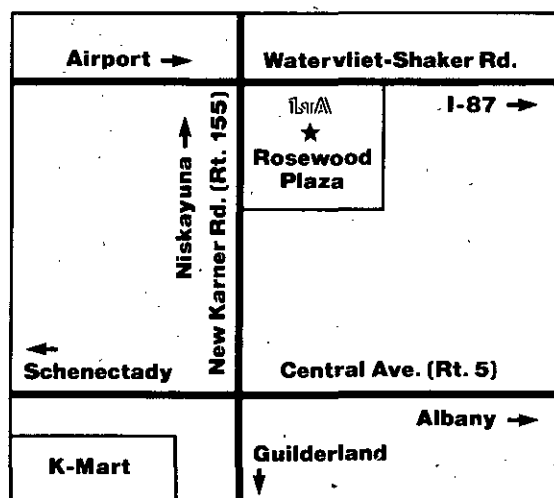 Airport →
Watervliet-Shaker Rd.
I-87 →
Rosewood
Plaza
Niskayuna →
New Karner Rd. (Rt. 155)
←
Schenectady
Central Ave. (Rt. 5)
Albany →
Guilderland
↓
K-Mart